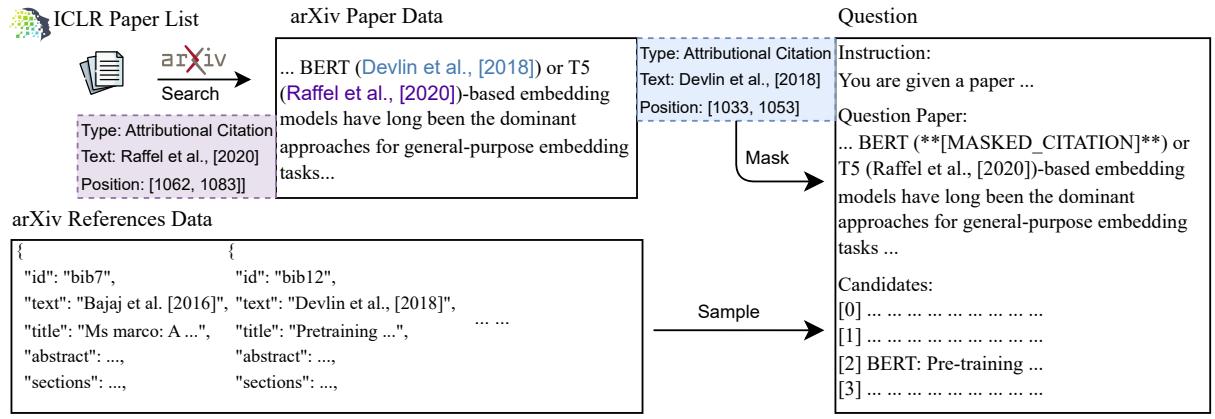 ICLR Paper List
arXiv
Search
arXiv Paper Data
... BERT (Devlin et al., [2018]) or T5
(Raffel et al., [2020])-based embedding
models have long been the dominant
approaches for general-purpose embedding
tasks...
Type: Attributional Citation
Text: Raffel et al., [2020]
Position: [1062, 1083]]
Type: Attributional Citation
Text: Devlin et al., [2018]
Position: [1033, 1053]
Mask
arXiv References Data
{
"id": "bib7",
"text": "Bajaj et al. [2016]",
"title": "Ms marco: A ...",
"abstract": ...,
"sections": ...,
{
"id": "bib12",
"text": "Devlin et al., [2018]",
"title": "Pretraining ...",
"abstract": ...,
"sections": ...,
... ...
Sample
Question
Instruction:
You are given a paper ...
Question Paper:
... BERT (**[MASKED_CITATION]**) or
T5 (Raffel et al., [2020])-based embedding
models have long been the dominant
approaches for general-purpose embedding
tasks ...
Candidates:
[0] ... ... ... ... ... ... ... ...
[1] ... ... ... ... ... ... ... ...
[2] BERT: Pre-training ...
[3] ... ... ... ... ... ... ... ...